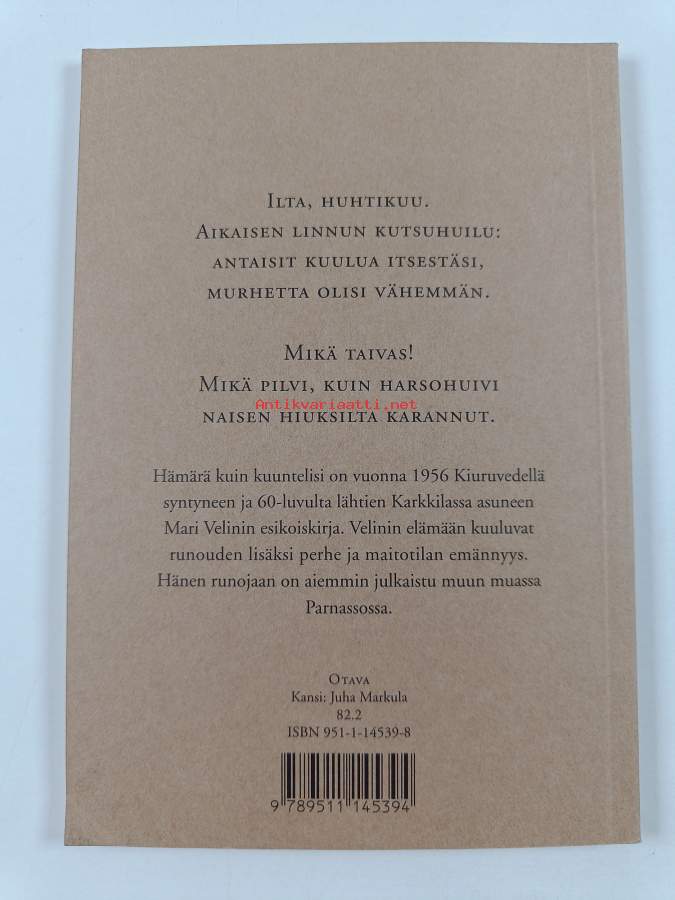 ILTA, HUHTIKUU.
AIKAISEN LINNUN KUTSUHUILU:
ANTAISIT KUULUA ITSESTÄSI,
MURHETTA OLISI VÄHEMMÄN.
MIKÄ TAIVAS!
MIKÄ PILVI, KUIN HARSOHUIVI
Antikvariaatti.net
NAISEN HIUKSILTA KARANNUT.
Hämärä kuin kuuntelisi on vuonna 1956 Kiuruvedellä
syntyneen ja 60-luvulta lähtien Karkkilassa asuneen
Mari Velinin esikoiskirja. Velinin elämään kuuluvat
runouden lisäksi perhe ja maitotilan emännyys.
Hänen runojaan on aiemmin julkaistu muun muassa
Parnassossa.
OTAVA
Kansi: Juha Markula
82.2
ISBN 951-1-14539-8
9 789511 145394